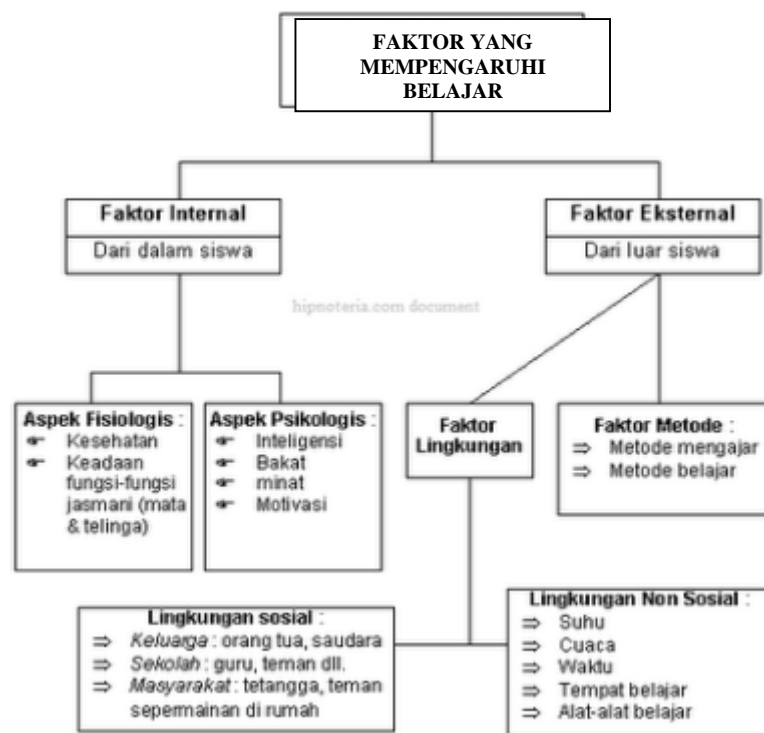 FAKTOR YANG
MEMPENGARUHI
BELAJAR
Faktor Internal
Dari dalam siswa
Faktor Eksternal
Dari luar siswa
hipnoteria.com document
Aspek Fisiologis :
☞ Kesehatan
☞ Keadaan
fungsi-fungsi
jasmani (mata
& telinga)
Aspek Psikologis :
☞ Inteligensi
☞ Bakat
☞ minat
☞ Motivasi
Faktor
Lingkungan
Faktor Metode :
⇒ Metode mengajar
⇒ Metode belajar
Lingkungan sosial :
⇒ Keluarga : orang tua, saudara
⇒ Sekolah : guru, teman dll.
⇒ Masyarakat : tetangga, teman
sepermainan di rumah
Lingkungan Non Sosial :
⇒ Suhu
⇒ Cuaca
⇒ Waktu
⇒ Tempat belajar
⇒ Alat-alat belajar